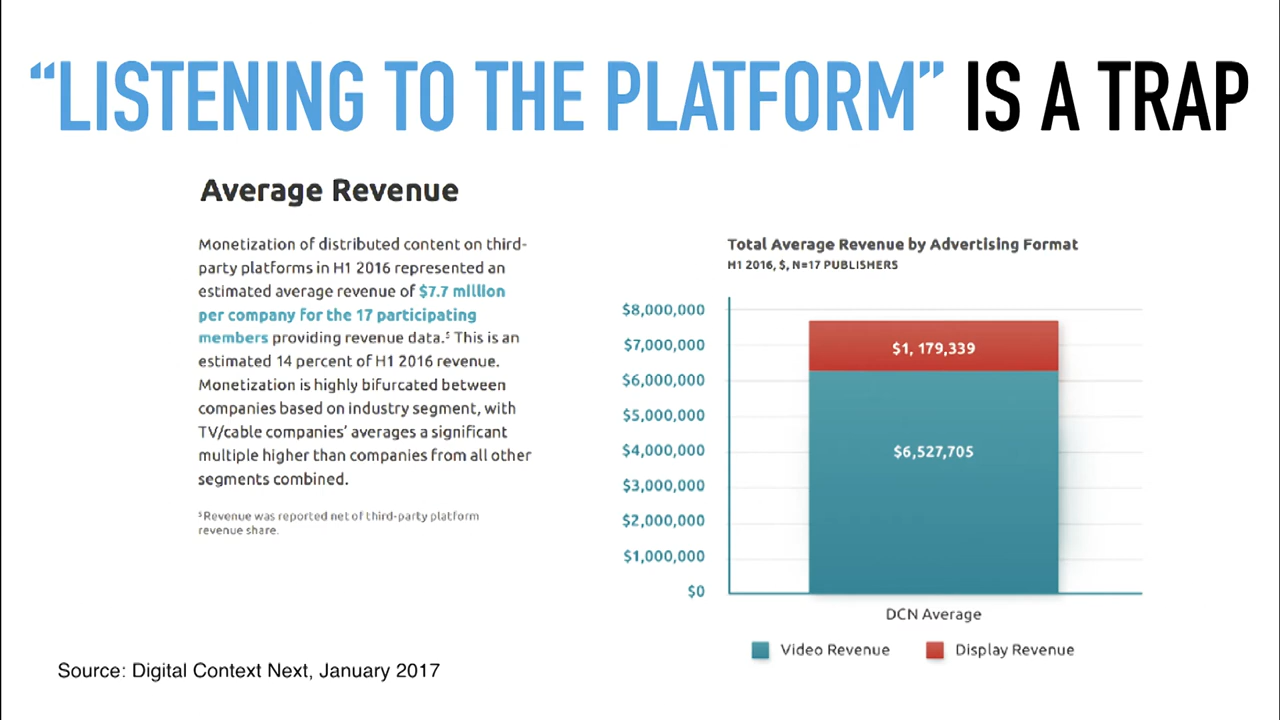 “LISTENING TO THE PLATFORM” IS A TRAP
Average Revenue
Monetization of distributed content on third-
party platforms in H1 2016 represented an
estimated average revenue of $7.7 million
per company for the 17 participating
members providing revenue data.⁵ This is an
estimated 14 percent of H1 2016 revenue.
Monetization is highly bifurcated between
companies based on industry segment, with
TV/cable companies’ averages a significant
multiple higher than companies from all other
segments combined.
⁵Revenue was reported net of third-party platform
revenue share.
Total Average Revenue by Advertising Format
H1 2016, $, N=17 PUBLISHERS
$8,000,000
$7,000,000
$6,000,000
$5,000,000
$4,000,000
$3,000,000
$2,000,000
$1,000,000
$0
$1, 179,339
$6,527,705
DCN Average
Video Revenue
Display Revenue
Source: Digital Context Next, January 2017